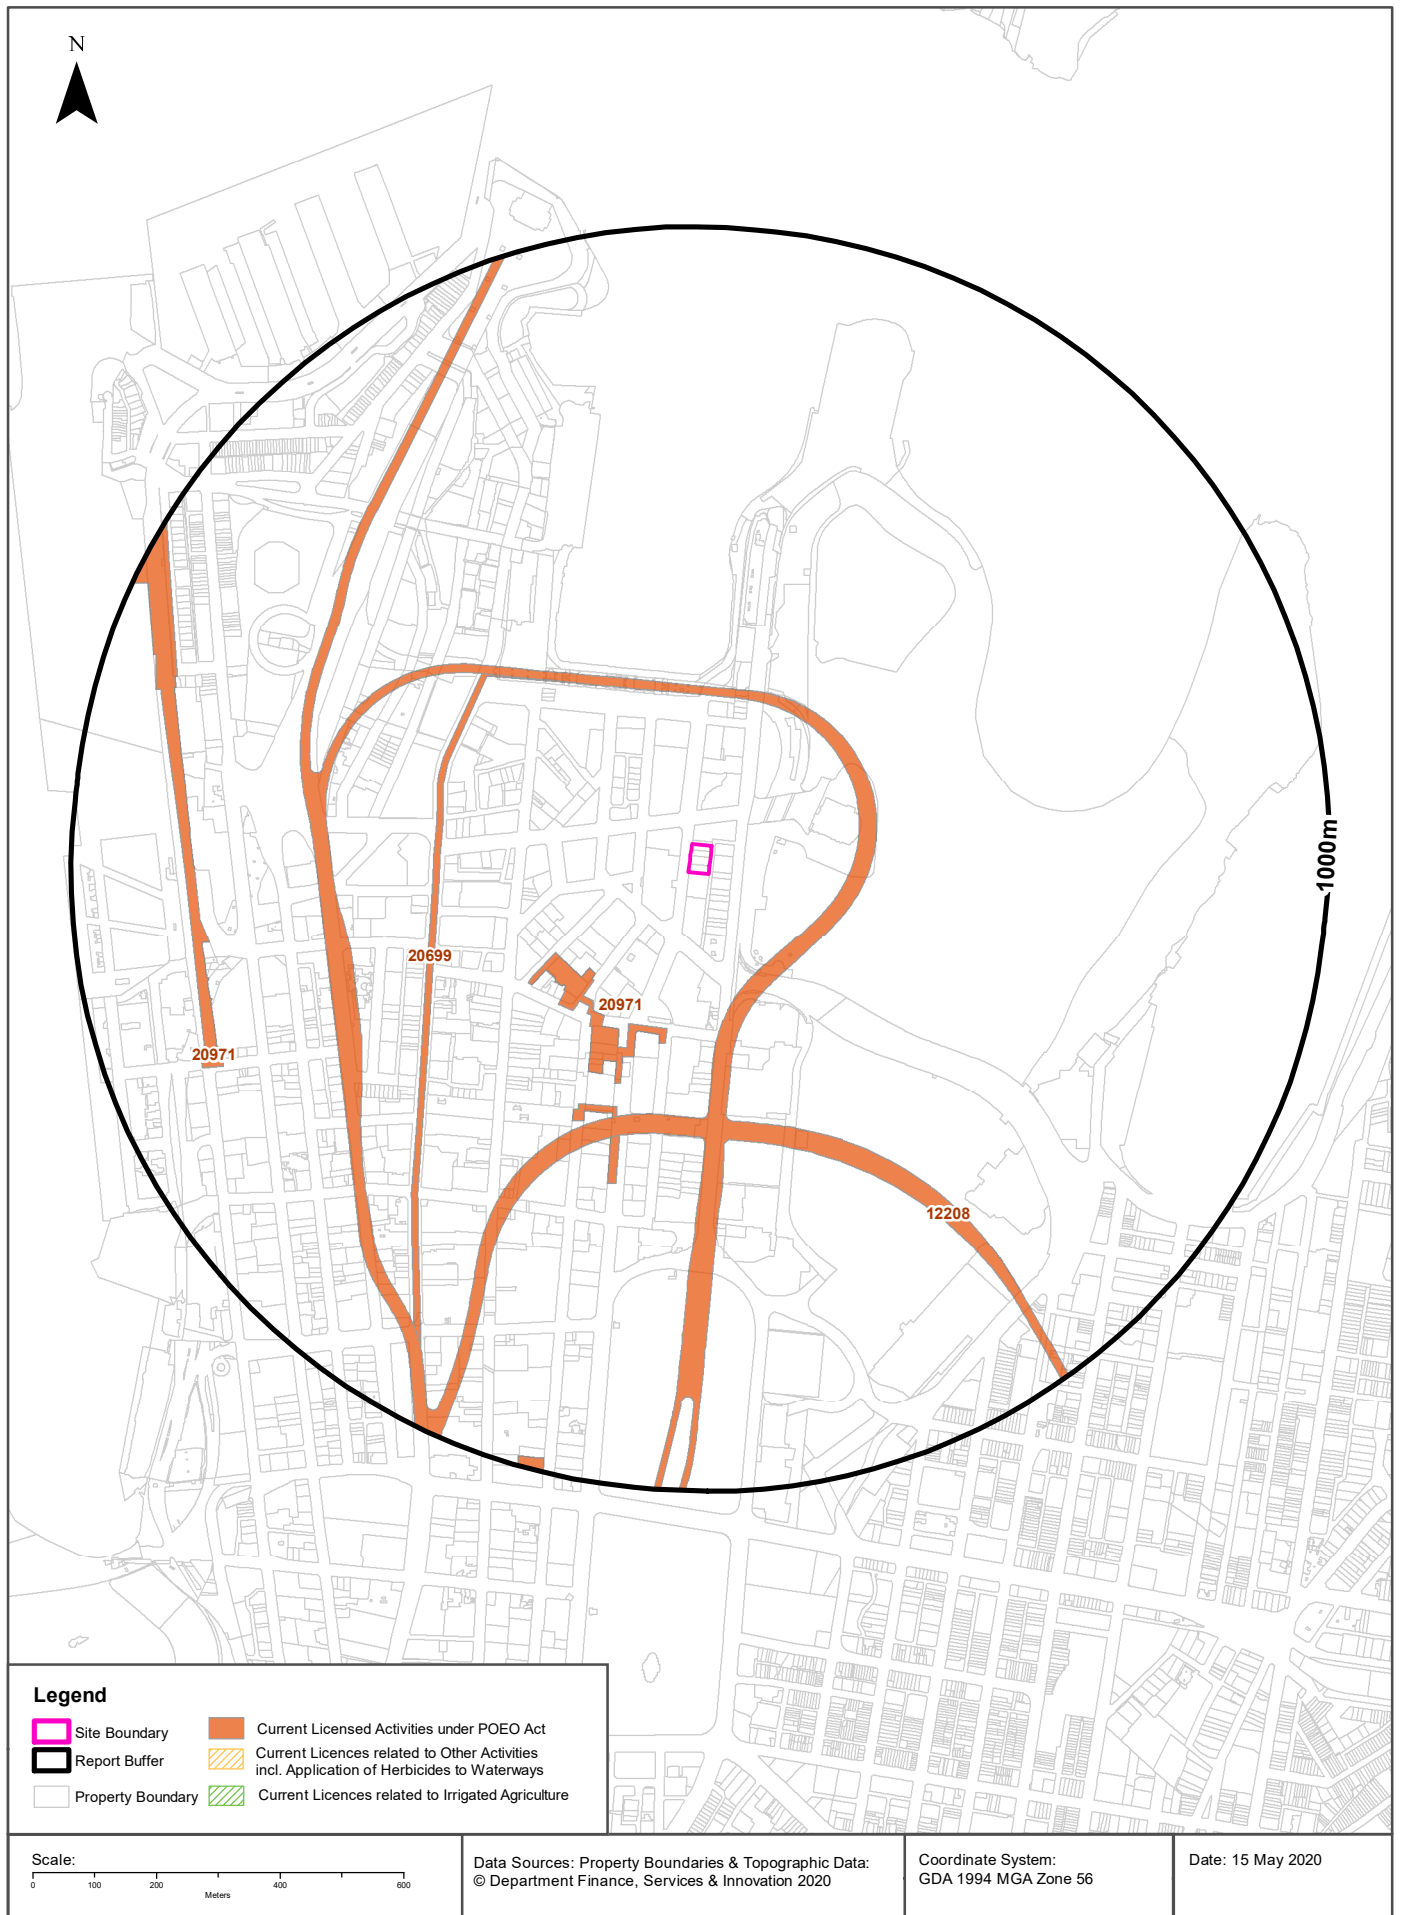 N
1000m
20699
20971
20971
12208
Legend
Site Boundary
Report Buffer
Property Boundary
Current Licensed Activities under POEO Act
Current Licences related to Other Activities
incl. Application of Herbicides to Waterways
Current Licences related to Irrigated Agriculture
Scale:
0 100 200 400 600
Meters
Data Sources: Property Boundaries & Topographic Data:
© Department Finance, Services & Innovation 2020
Coordinate System:
GDA 1994 MGA Zone 56
Date: 15 May 2020